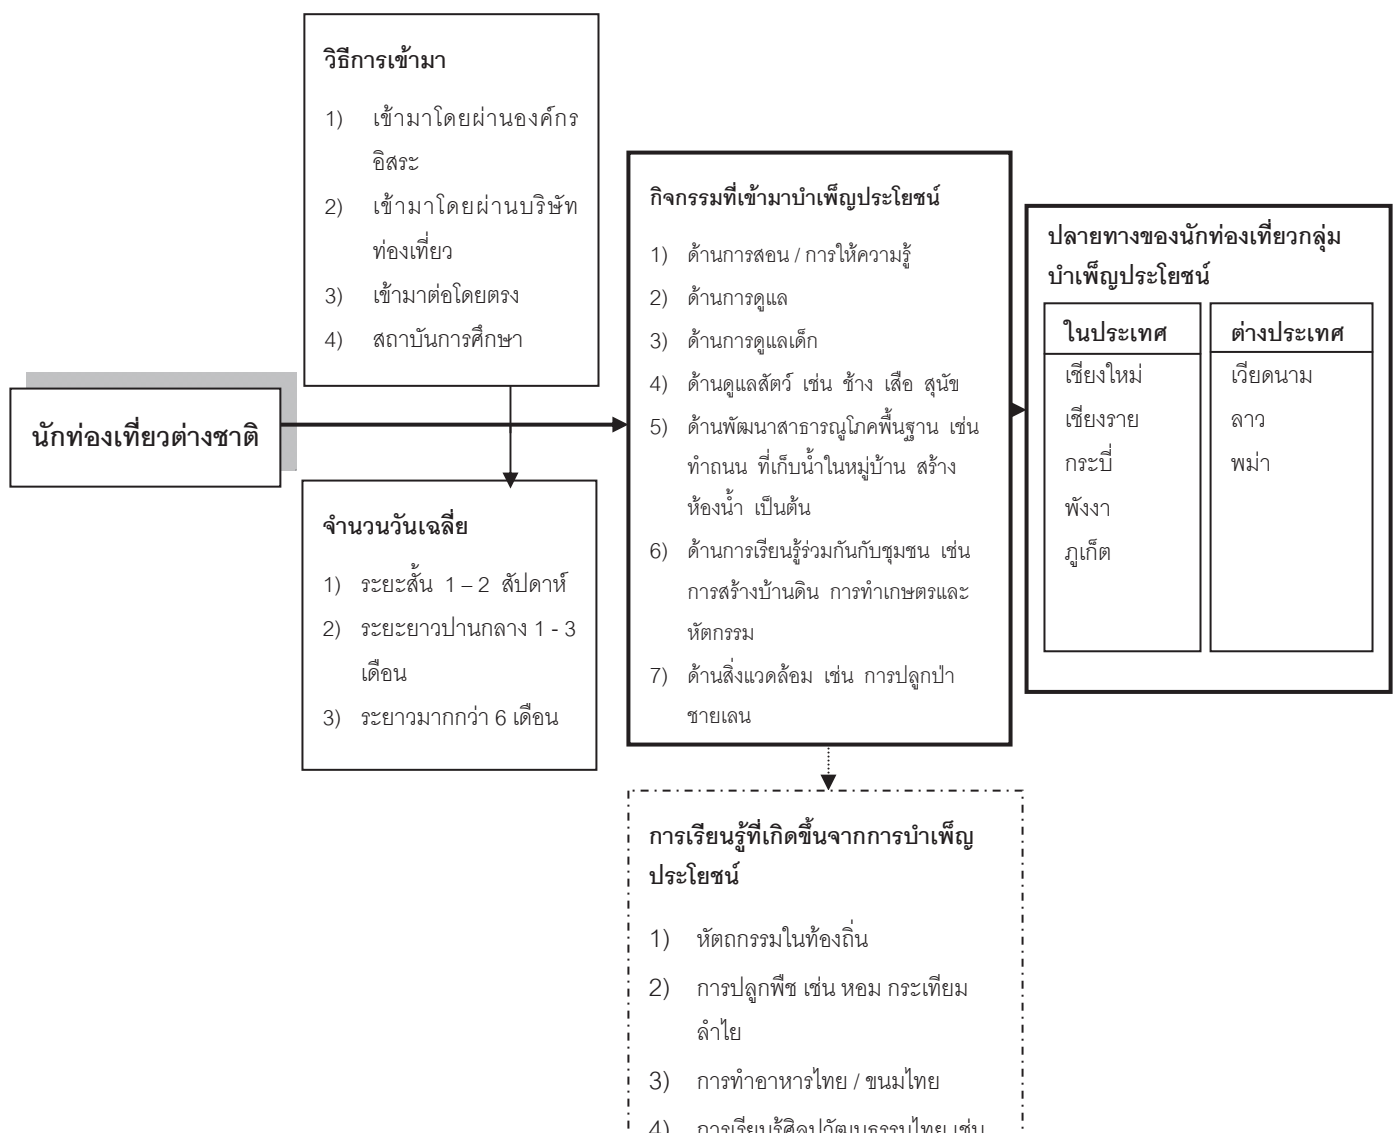 วิธีการเข้ามา
1) เข้ามาโดยผ่านองค์กร
อิสระ
2) เข้ามาโดยผ่านบริษัท
ท่องเที่ยว
3) เข้ามาต่อโดยตรง
4) สถาบันการศึกษา
นักท่องเที่ยวต่างชาติ
จำนวนวันเฉลี่ย
1) ระยะสั้น 1 – 2 สัปดาห์
2) ระยะยาวปานกลาง 1 - 3
เดือน
3) ระยาวมากกว่า 6 เดือน
กิจกรรมที่เข้ามาบำเพ็ญประโยชน์
1) ด้านการสอน / การให้ความรู้
2) ด้านการดูแล
3) ด้านการดูแลเด็ก
4) ด้านดูแลสัตว์ เช่น ช้าง เสือ สุนัข
5) ด้านพัฒนาสาธารณูโภคพื้นฐาน เช่น
ทำถนน ที่เก็บน้ำในหมู่บ้าน สร้าง
ห้องน้ำ เป็นต้น
6) ด้านการเรียนรู้ร่วมกันกับชุมชน เช่น
การสร้างบ้านดิน การทำเกษตรและ
หัตกรรม
7) ด้านสิ่งแวดล้อม เช่น การปลูกป่า
ชายเลน
ปลายทางของนักท่องเที่ยวกลุ่ม
บำเพ็ญประโยชน์
ในประเทศ
เชียงใหม่
เชียงราย
กระบี่
พังงา
ภูเก็ต
ต่างประเทศ
เวียดนาม
ลาว
พม่า
การเรียนรู้ที่เกิดขึ้นจากการบำเพ็ญ
ประโยชน์
1) หัตถกรรมในท้องถิ่น
2) การปลูกพืช เช่น หอม กระเทียม
ลำไย
3) การทำอาหารไทย / ขนมไทย
4) การเรียนรู้ศิลปวัฒนธรรมไทย เช่น